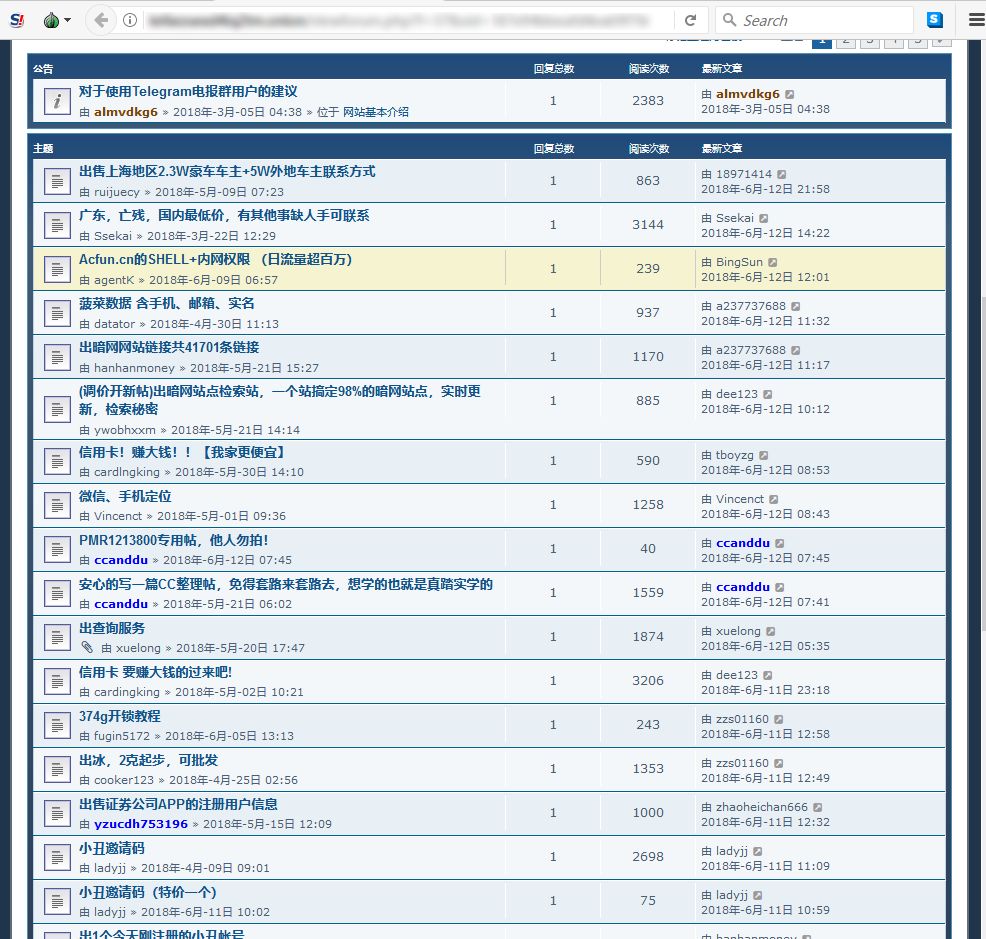 Search
公告 回复总数 阅读次数 最新文章
对于使用Telegram电报群用户的建议
由 almvdkg6 » 2018年-3月-05日 04:38 » 位于 网站基本介绍
1
2383
由 almvdkg6
2018年-3月-05日 04:38
主题 回复总数 阅读次数 最新文章
出售上海地区2.3W豪车车主+5W外地车主联系方式
由 ruijuecy » 2018年-5月-09日 07:23
1
863
由 18971414
2018年-6月-12日 21:58
广东，亡残，国内最低价，有其他事缺人手可联系
由 Ssekai » 2018年-3月-22日 12:29
1
3144
由 Ssekai
2018年-6月-12日 14:22
Acfun.cn的SHELL+内网权限 （日流量超百万）
由 agentK » 2018年-6月-09日 06:57
1
239
由 BingSun
2018年-6月-12日 12:01
菠菜数据 含手机、邮箱、实名
由 datator » 2018年-4月-30日 11:13
1
937
由 a237737688
2018年-6月-12日 11:32
出暗网网站链接共41701条链接
由 hanhanmoney » 2018年-5月-21日 15:27
1
1170
由 a237737688
2018年-6月-12日 11:17
(调价开新帖)出暗网站点检索站，一个站搞定98%的暗网站点，实时更
新，检索秘密
由 ywobhxxm » 2018年-5月-21日 14:14
1
885
由 dee123
2018年-6月-12日 10:12
信用卡！赚大钱！！【我家更便宜】
由 cardlngking » 2018年-5月-30日 14:10
1
590
由 tboyzg
2018年-6月-12日 08:53
微信、手机定位
由 Vincenct » 2018年-5月-01日 09:36
1
1258
由 Vincenct
2018年-6月-12日 08:43
PMR1213800专用帖，他人勿拍！
由 ccanddu » 2018年-6月-12日 07:45
1
40
由 ccanddu
2018年-6月-12日 07:45
安心的写一篇CC整理帖，免得套路来套路去，想学的也就是真踏实学的
由 ccanddu » 2018年-5月-21日 06:02
1
1559
由 ccanddu
2018年-6月-12日 07:41
出查询服务
由 xuelong » 2018年-5月-20日 17:47
1
1874
由 xuelong
2018年-6月-12日 05:35
信用卡 要赚大钱的过来吧!
由 cardingking » 2018年-5月-02日 10:21
1
3206
由 dee123
2018年-6月-11日 23:18
374g开锁教程
由 fugin5172 » 2018年-6月-05日 13:13
1
243
由 zzs01160
2018年-6月-11日 12:58
出冰，2克起步，可批发
由 cooker123 » 2018年-4月-25日 02:56
1
1353
由 zzs01160
2018年-6月-11日 12:49
出售证券公司APP的注册用户信息
由 yzucdh753196 » 2018年-5月-15日 12:09
1
1000
由 zhaoheichan666
2018年-6月-11日 12:32
小丑邀请码
由 ladyjj » 2018年-4月-09日 09:01
1
2698
由 ladyjj
2018年-6月-11日 11:09
小丑邀请码（特价一个）
由 ladyjj » 2018年-6月-11日 10:02
1
75
由 ladyjj
2018年-6月-11日 10:59
出1个今天刚注册的小丑帐号
由 hanhanmoney